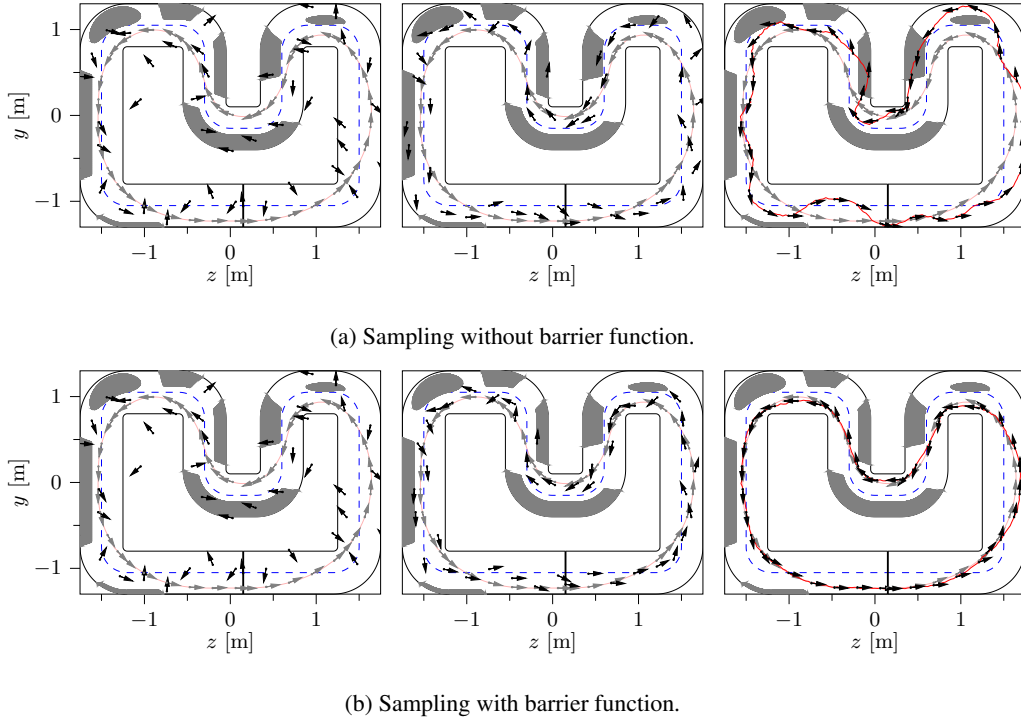 1
0
−1
y [m]
−1 0 1
z [m]
−1 0 1
z [m]
−1 0 1
z [m]
(a) Sampling without barrier function.
1
0
−1
y [m]
−1 0 1
z [m]
−1 0 1
z [m]
−1 0 1
z [m]
(b) Sampling with barrier function.